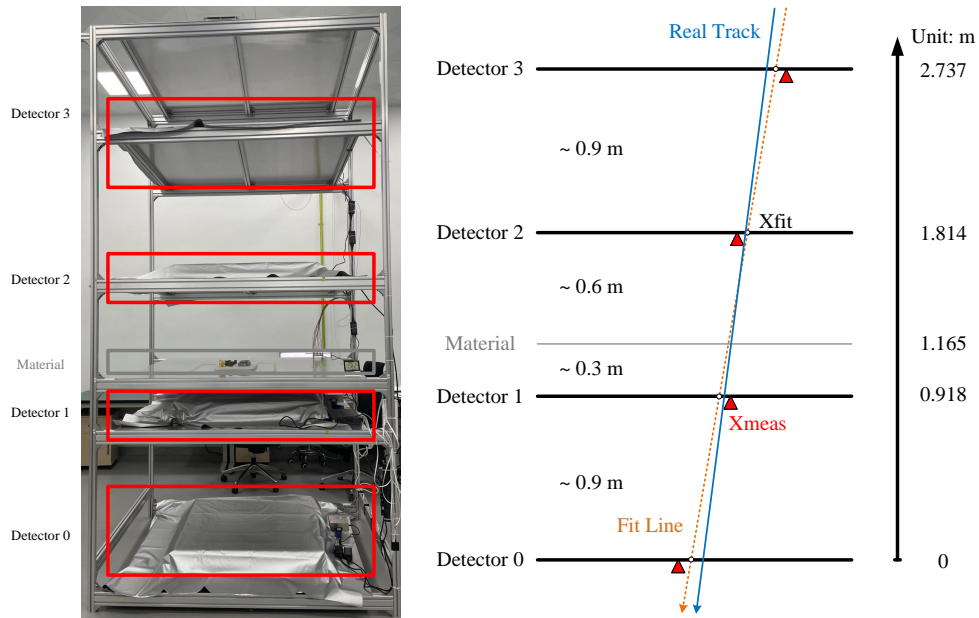 Detector 3
Detector 2
Material
Detector 1
Detector 0
Real Track
Unit: m
Detector 3
2.737
~ 0.9 m
Xfit
Detector 2
1.814
~ 0.6 m
Material
1.165
~ 0.3 m
Detector 1
0.918
Xmeas
~ 0.9 m
Fit Line
Detector 0
0